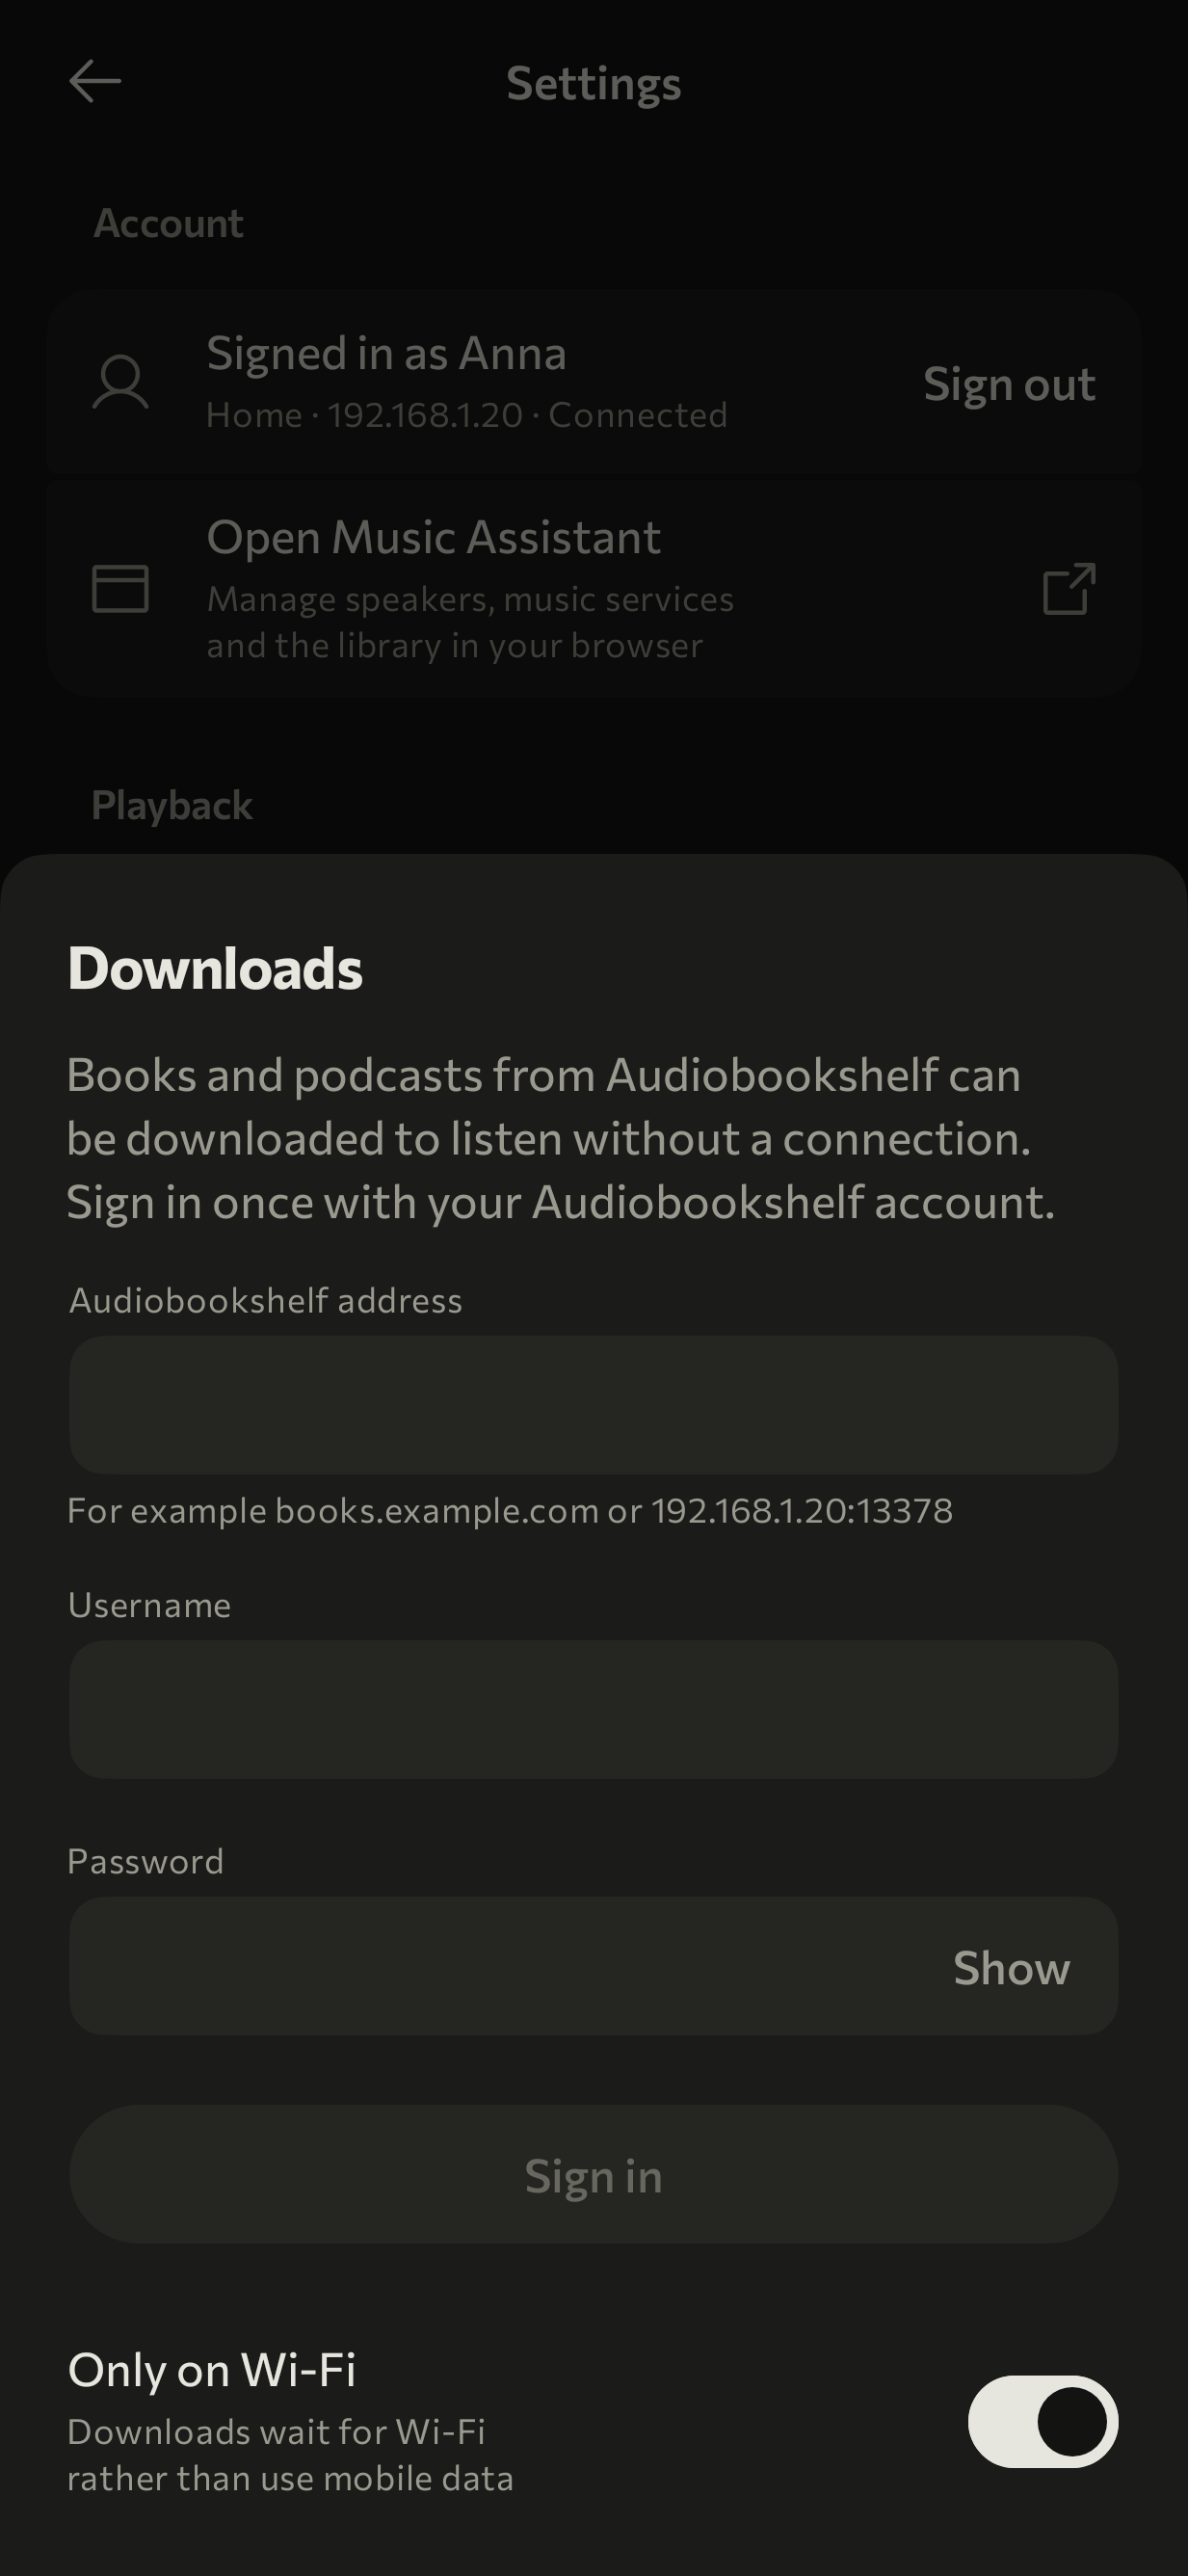 Settings
Account
Signed in as Anna
Home · 192.168.1.20 · Connected
Sign out
Open Music Assistant
Manage speakers, music services
and the library in your browser
Playback
Downloads
Books and podcasts from Audiobookshelf can
be downloaded to listen without a connection.
Sign in once with your Audiobookshelf account.
Audiobookshelf address
For example books.example.com or 192.168.1.20:13378
Username
Password
Show
Sign in
Only on Wi-Fi
Downloads wait for Wi-Fi
rather than use mobile data